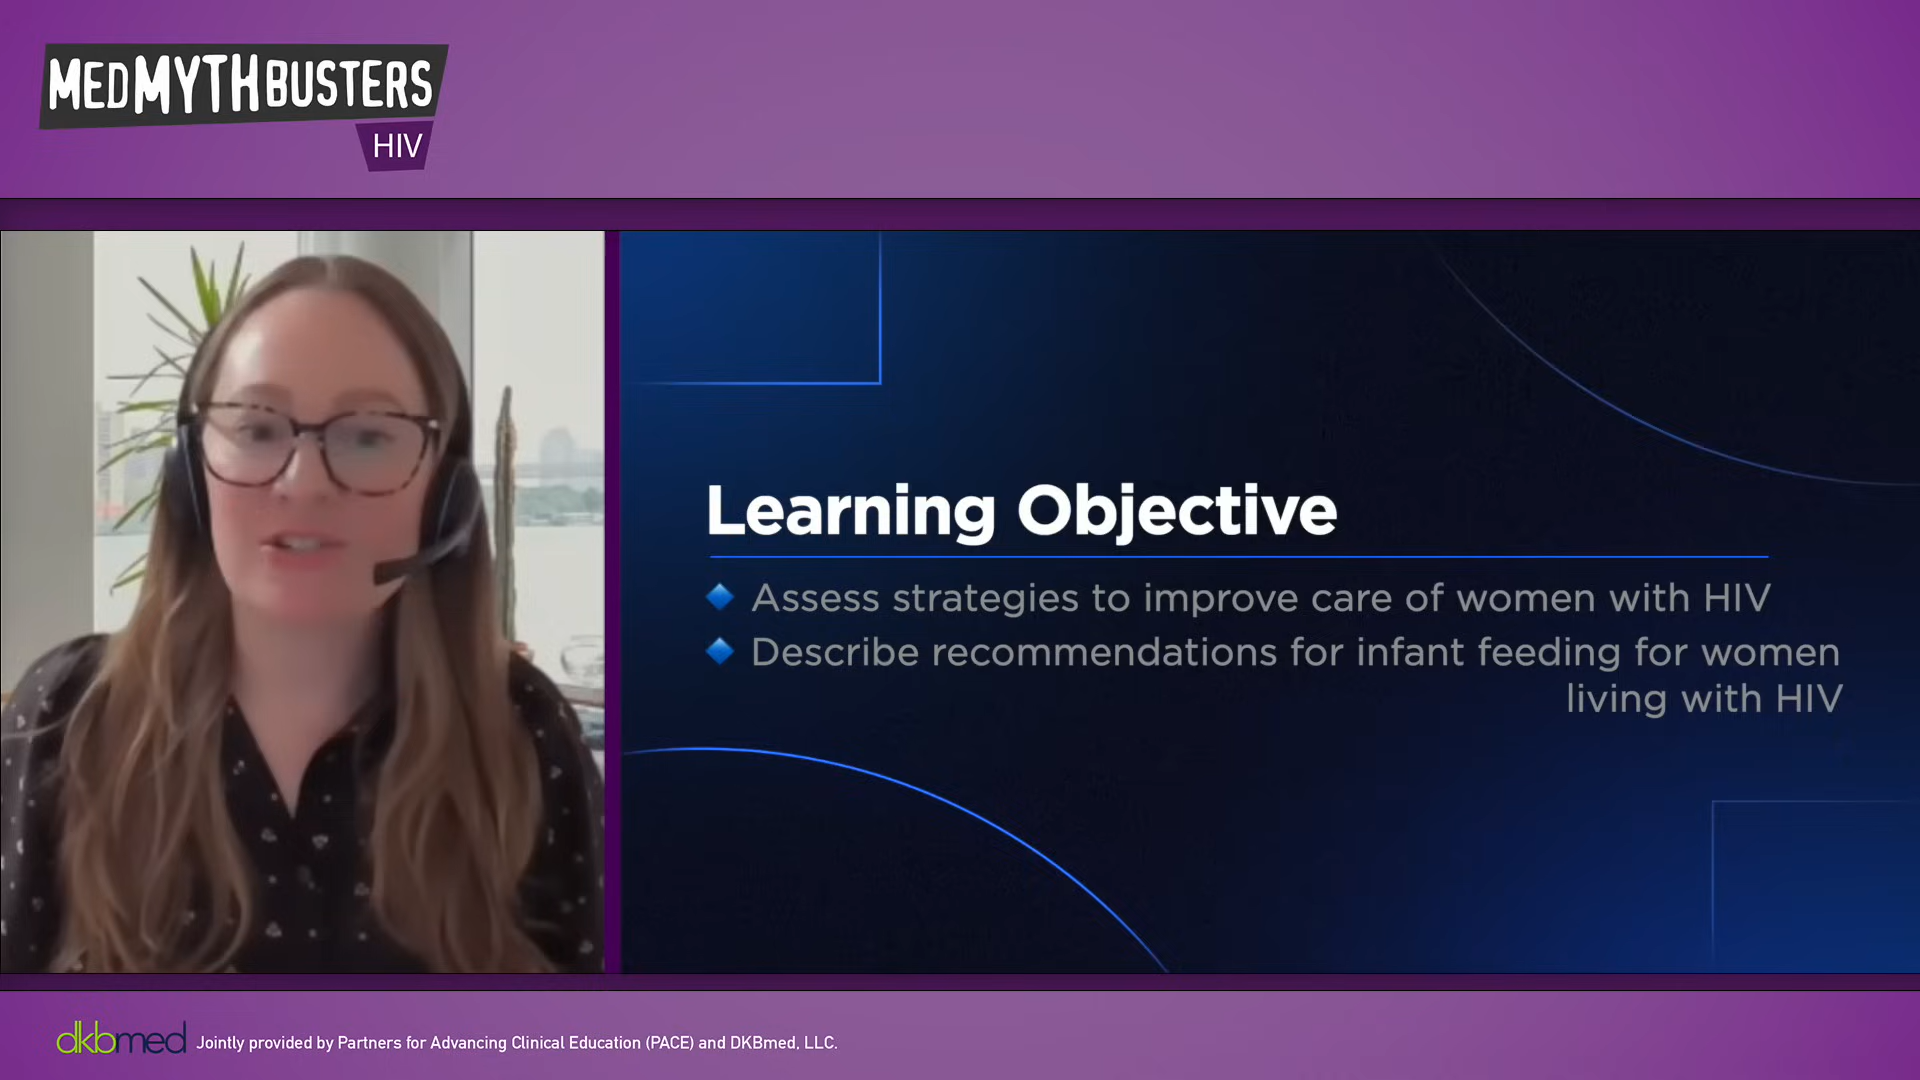 MEDMYTHBUSTERS
HIV
Learning Objective
Assess strategies to improve care of women with HIV
Describe recommendations for infant feeding for women
living with HIV
dkbmed Jointly provided by Partners for Advancing Clinical Education (PACE) and DKBmed, LLC.